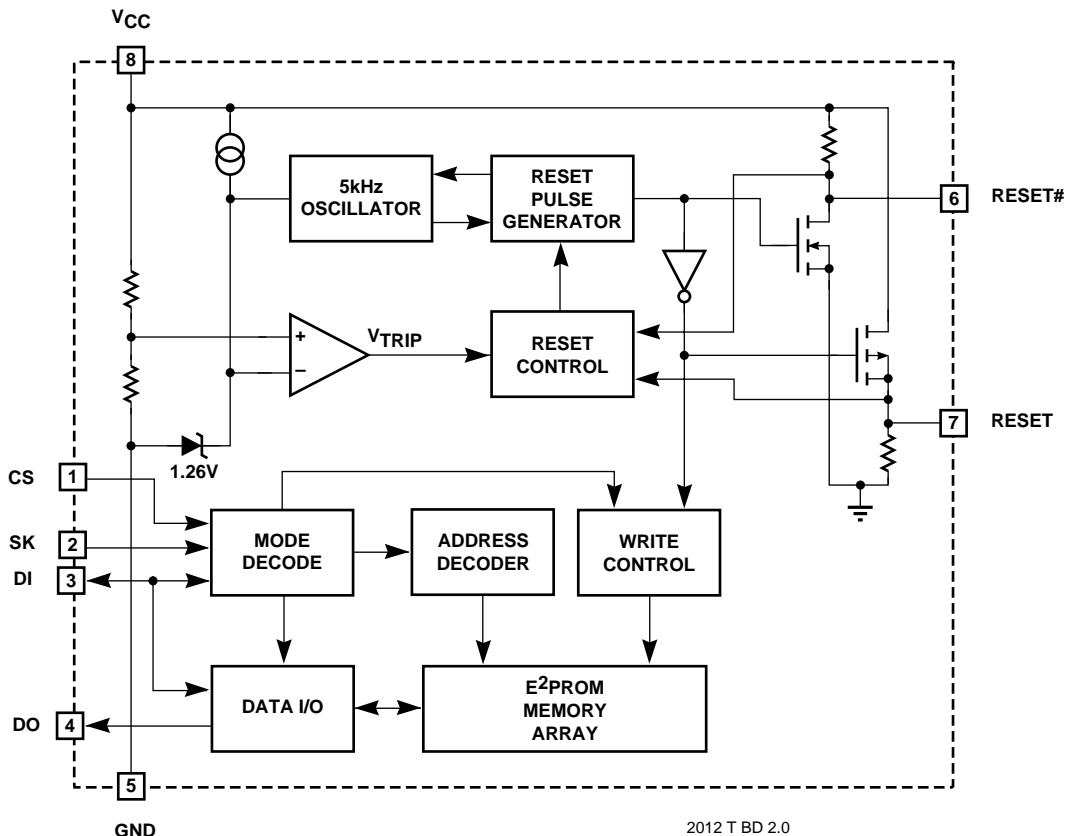 VCC
8
5kHz
OSCILLATOR
RESET
PULSE
GENERATOR
6
RESET#
+
–
VTRIP
RESET
CONTROL
7
RESET
1.26V
CS
1
SK
2
DI
3
MODE
DECODE
ADDRESS
DECODER
WRITE
CONTROL
DATA I/O
E2PROM
MEMORY
ARRAY
DO
4
5
GND
2012 T BD 2.0